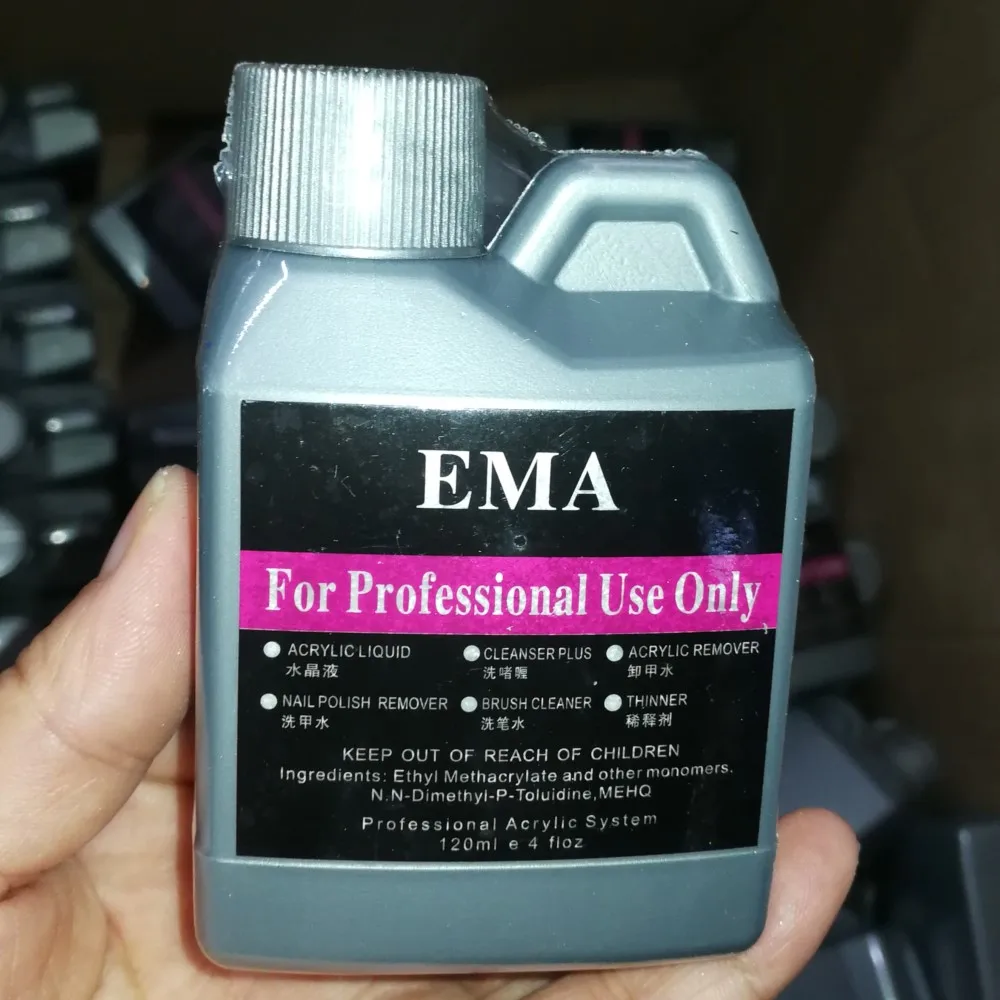 EMA
For Professional Use Only
ACRYLIC LIQUID CLEANSER PLUS ACRYLIC REMOVER
水晶液 洗啫喱 卸甲水
NAIL POLISH REMOVER BRUSH CLEANER THINNER
洗甲水 洗笔水 稀释剂
KEEP OUT OF REACH OF CHILDREN
Ingredients: Ethyl Methacrylate and other monomers.
N.N-Dimethyl-P-Toluidine,MEHQ
Professional Acrylic System
120ml e 4 floz